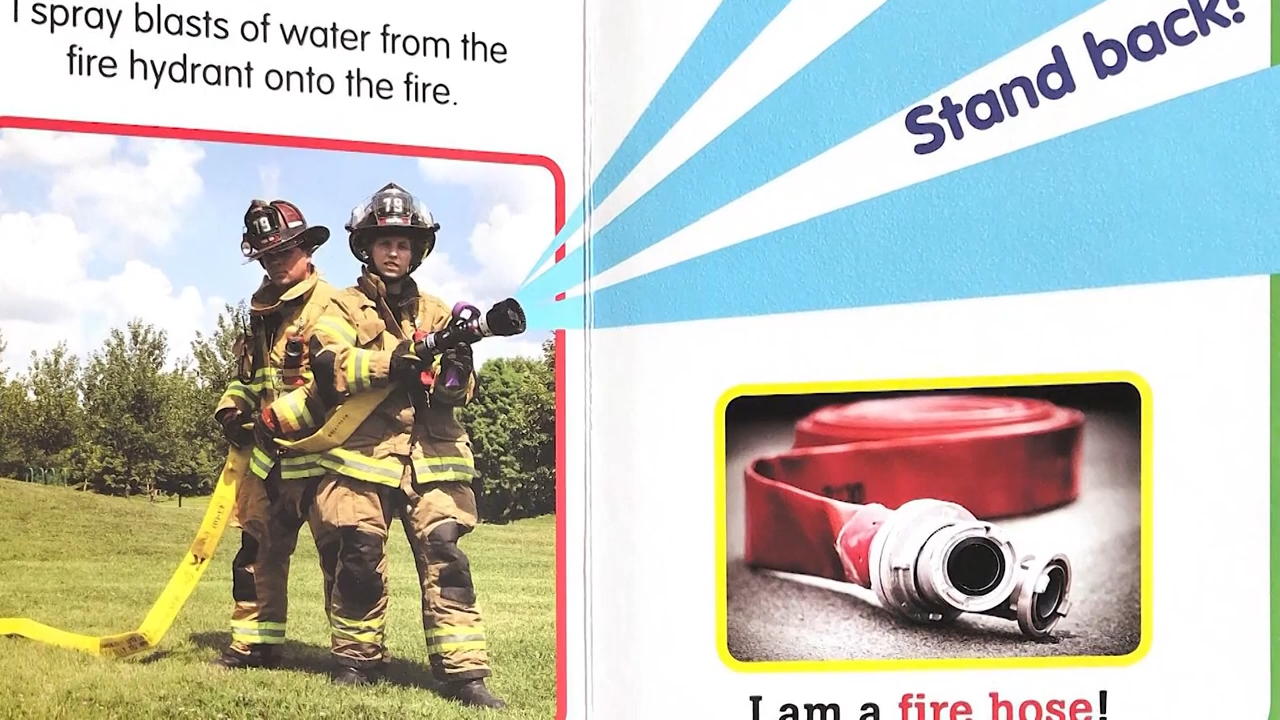 I spray blasts of water from the
fire hydrant onto the fire.
79
79
Stand back!
I am a fire hose!